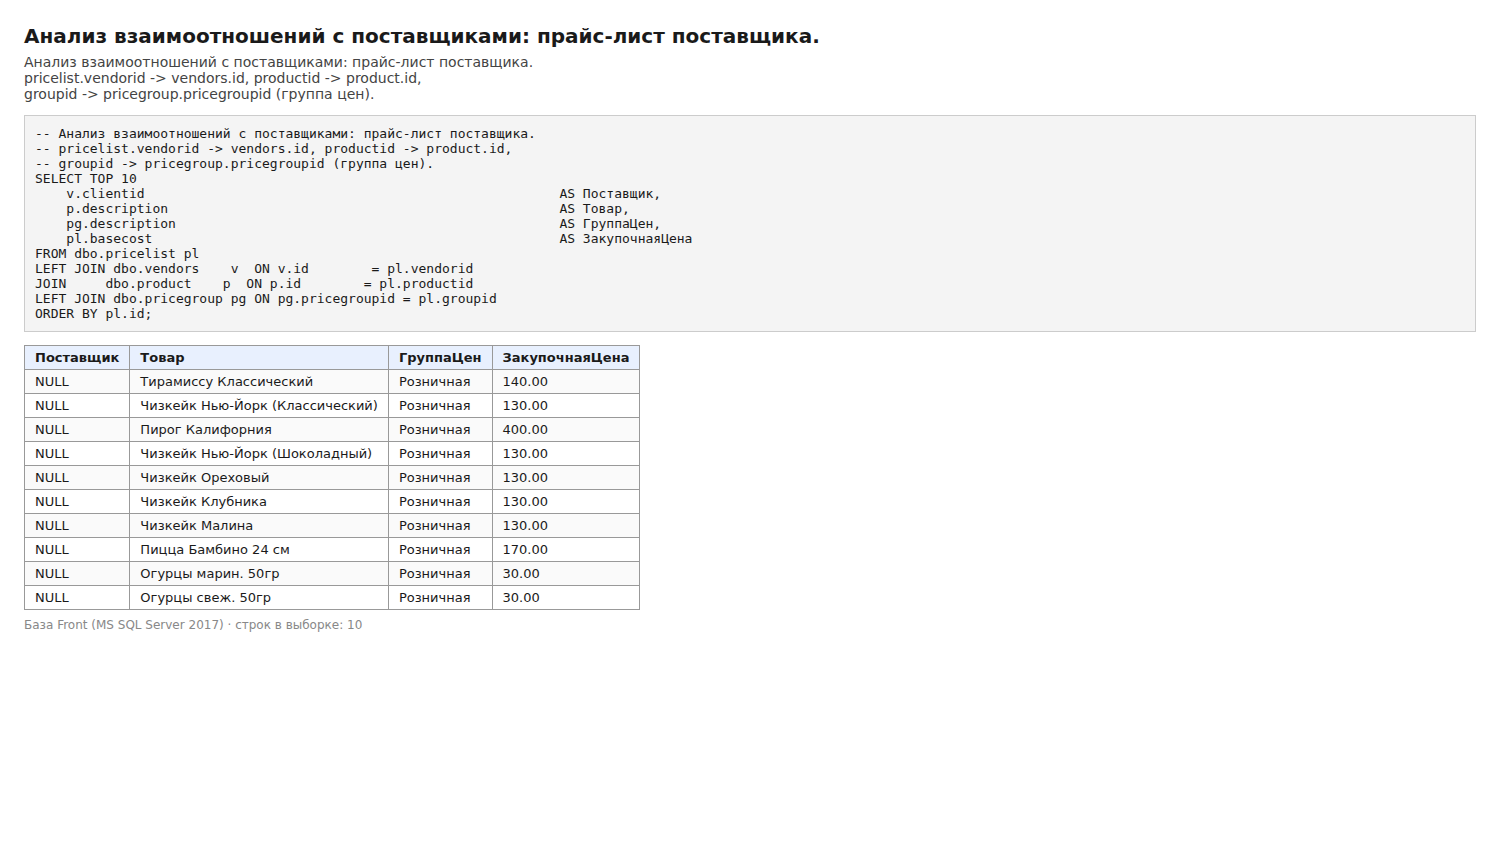 Анализ взаимоотношений с поставщиками: прайс-лист поставщика.
Анализ взаимоотношений с поставщиками: прайс-лист поставщика.
pricelist.vendorid -> vendors.id, productid -> product.id,
groupid -> pricegroup.pricegroupid (группа цен).
-- Анализ взаимоотношений с поставщиками: прайс-лист поставщика.
-- pricelist.vendorid -> vendors.id, productid -> product.id,
-- groupid -> pricegroup.pricegroupid (группа цен).
SELECT TOP 10
    v.clientid                                                     AS Поставщик,
    p.description                                                  AS Товар,
    pg.description                                                 AS ГруппаЦен,
    pl.basecost                                                    AS ЗакупочнаяЦена
FROM dbo.pricelist pl
LEFT JOIN dbo.vendors    v  ON v.id        = pl.vendorid
JOIN     dbo.product    p  ON p.id        = pl.productid
LEFT JOIN dbo.pricegroup pg ON pg.pricegroupid = pl.groupid
ORDER BY pl.id;
Поставщик Товар ГруппаЦен ЗакупочнаяЦена
NULL Тирамиссу Классический Розничная 140.00
NULL Чизкейк Нью-Йорк (Классический) Розничная 130.00
NULL Пирог Калифорния Розничная 400.00
NULL Чизкейк Нью-Йорк (Шоколадный) Розничная 130.00
NULL Чизкейк Ореховый Розничная 130.00
NULL Чизкейк Клубника Розничная 130.00
NULL Чизкейк Малина Розничная 130.00
NULL Пицца Бамбино 24 см Розничная 170.00
NULL Огурцы марин. 50гр Розничная 30.00
NULL Огурцы свеж. 50гр Розничная 30.00
База Front (MS SQL Server 2017) · строк в выборке: 10